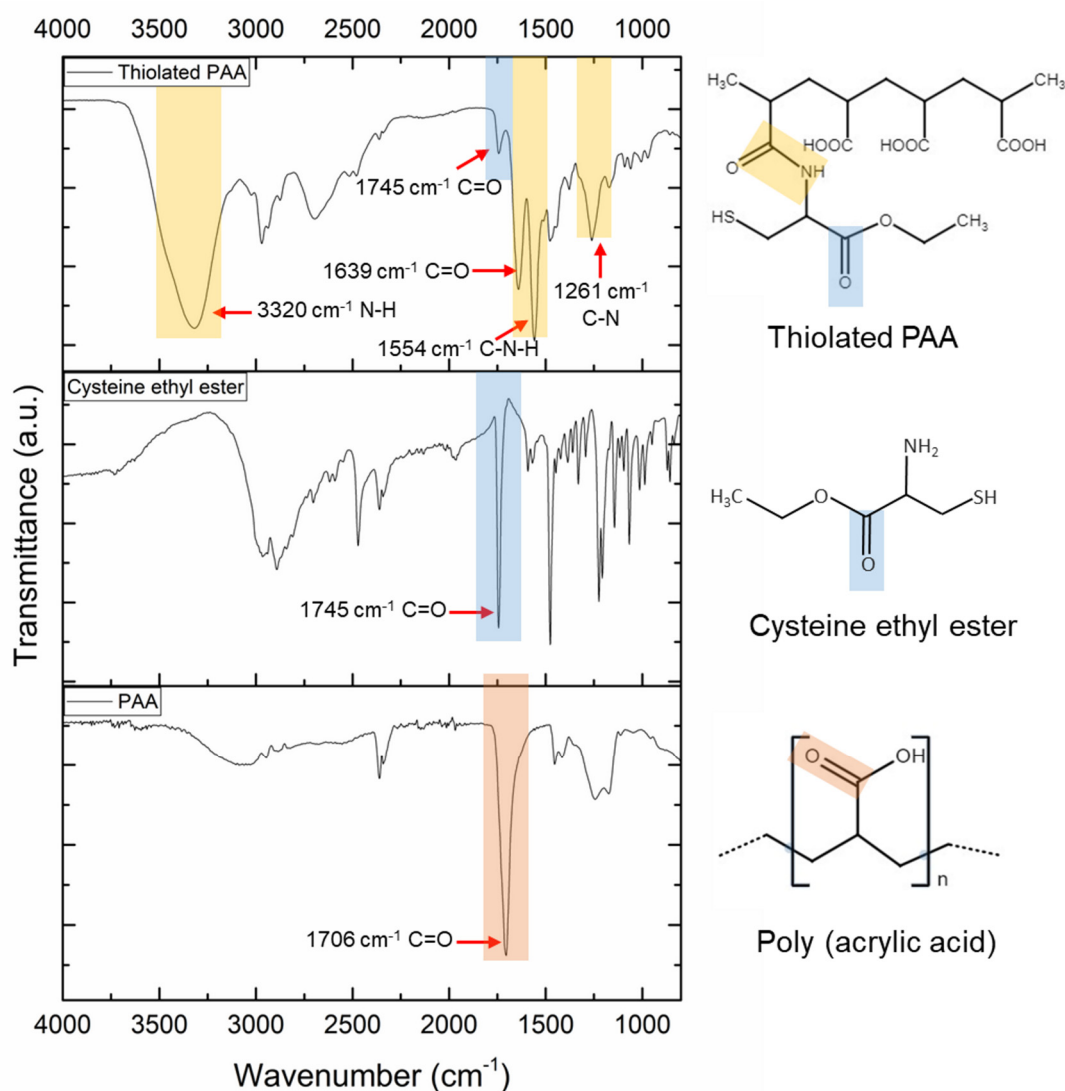 4000 3500 3000 2500 2000 1500 1000
Thiolated PAA
1745 cm⁻¹ C=O
1639 cm⁻¹ C=O
1261 cm⁻¹
C-N
3320 cm⁻¹ N-H
1554 cm⁻¹ C-N-H
H₃C
CH₃
HOOC
HOOC
COOH
O
NH
HS
O
CH₃
O
Thiolated PAA
Cysteine ethyl ester
1745 cm⁻¹ C=O
NH₂
H₃C
O
SH
O
Cysteine ethyl ester
PAA
1706 cm⁻¹ C=O
O
OH
n
Poly (acrylic acid)
Transmittance (a.u.)
4000 3500 3000 2500 2000 1500 1000
Wavenumber (cm⁻¹)